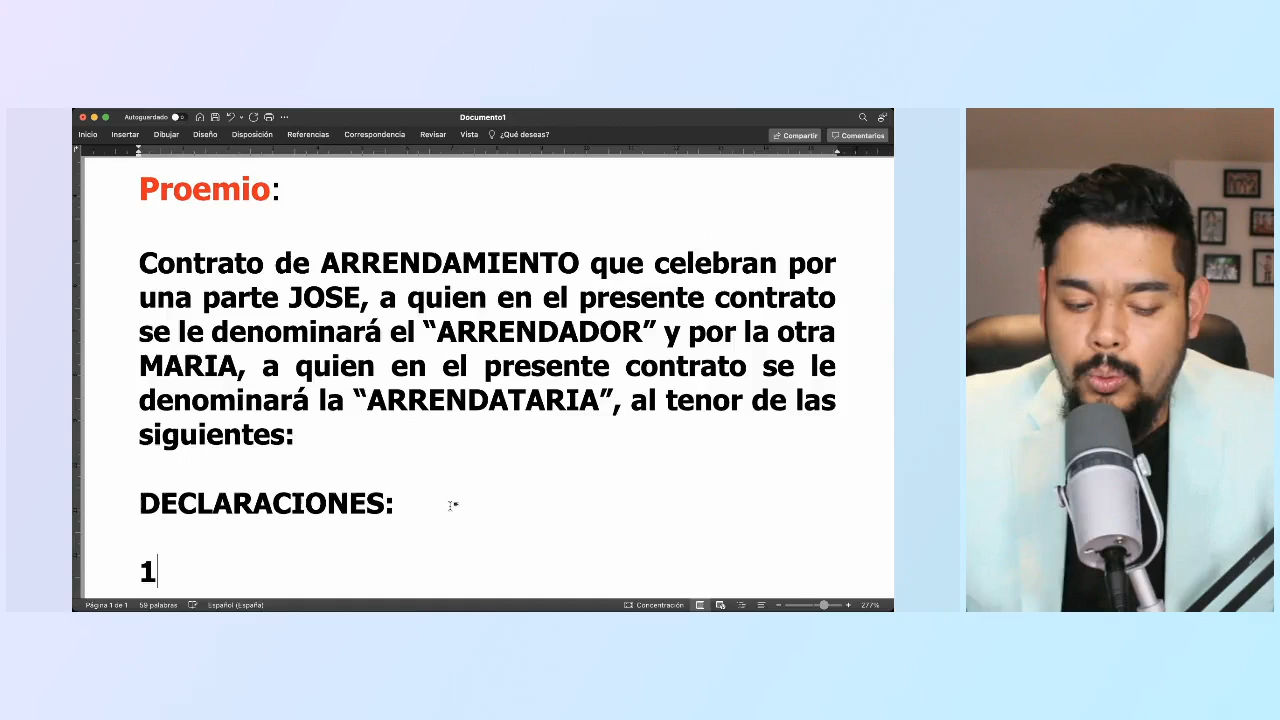 Autoguardado
Documento1
Inicio Insertar Dibujar Diseño Disposición Referencias Correspondencia Revisar Vista ¿Qué deseas? Compartir Comentarios
Proemio:
Contrato de ARRENDAMIENTO que celebran por
una parte JOSE, a quien en el presente contrato
se le denominará el “ARRENDADOR” y por la otra
MARIA, a quien en el presente contrato se le
denominará la “ARRENDATARIA”, al tenor de las
siguientes:
DECLARACIONES:
1
Página 1 de 1 59 palabras Español (España) Concentración 277%